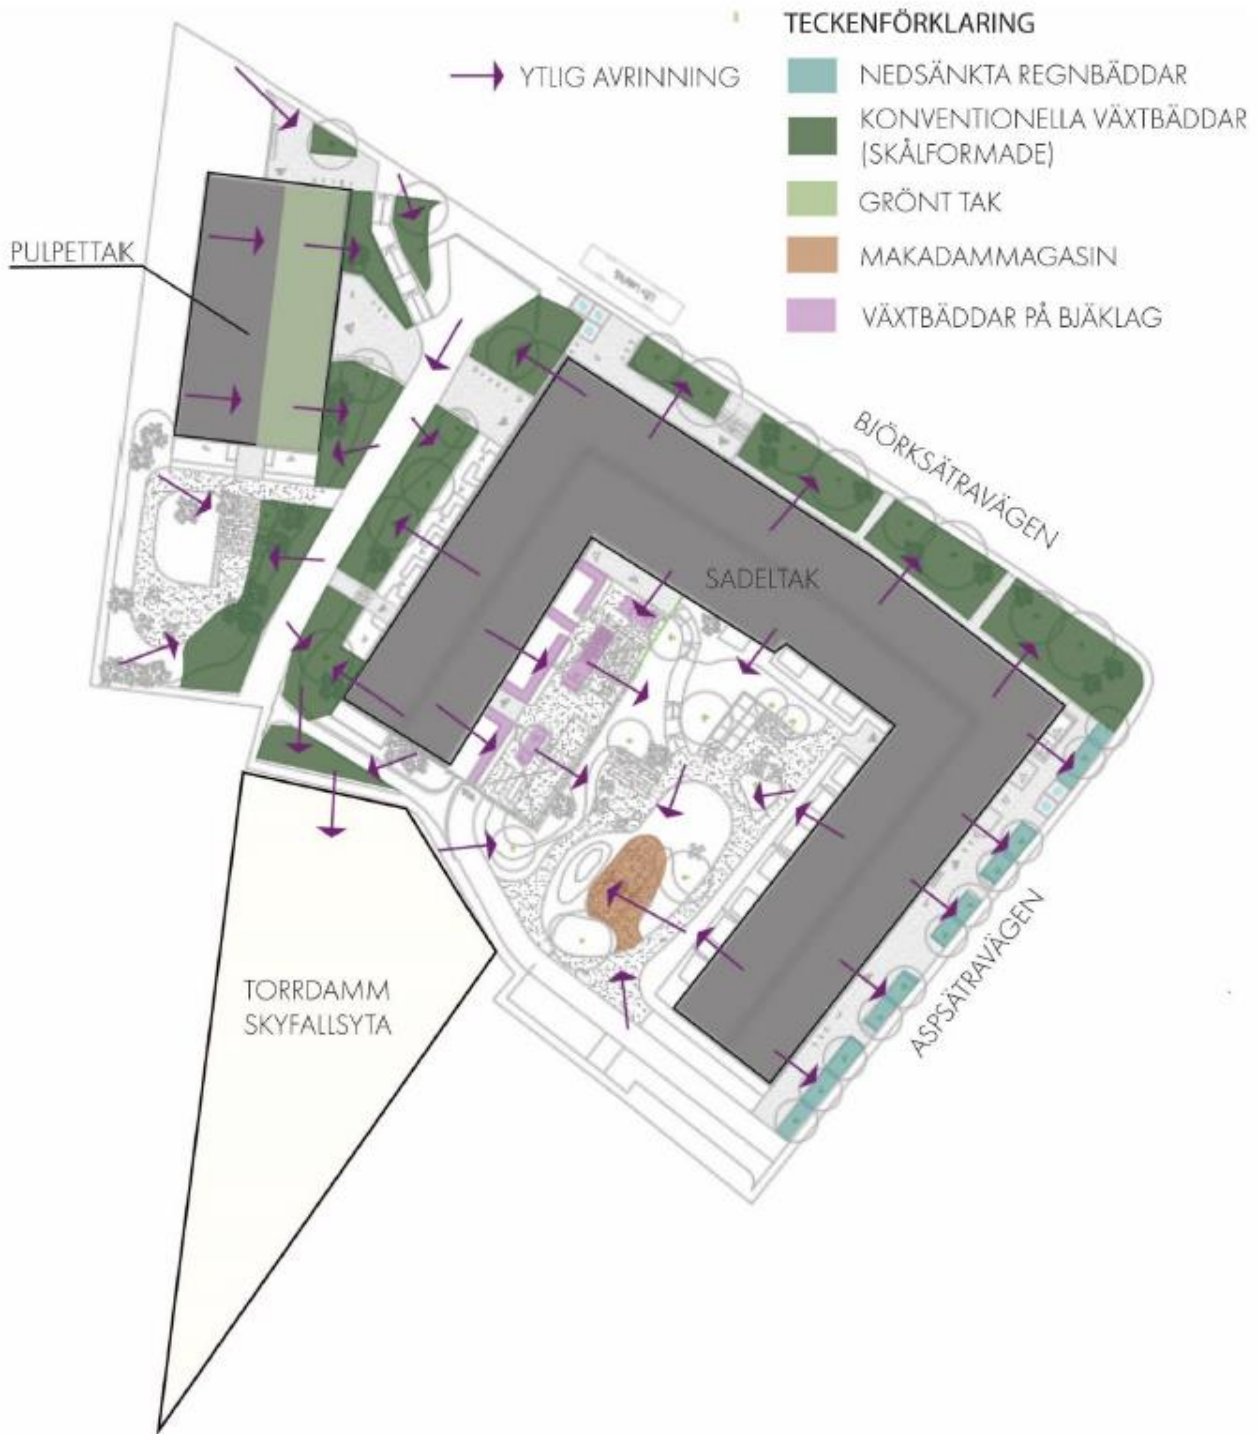 TECKENFÖRKLARING
YTLIG AVRINNING
NEDSÄNKTA REGNBÄDDAR
KONVENTIONELLA VÄXTBÄDDAR
(SKÅLFORMADE)
GRÖNT TAK
MAKADAMMAGASIN
VÄXTBÄDDAR PÅ BJÄKLAG
PULPETTAK
BJÖRKSÄTRAVÄGEN
SADELTAK
ASPSÄTRAVÄGEN
TORRDAMM
SKYFALLSYTA